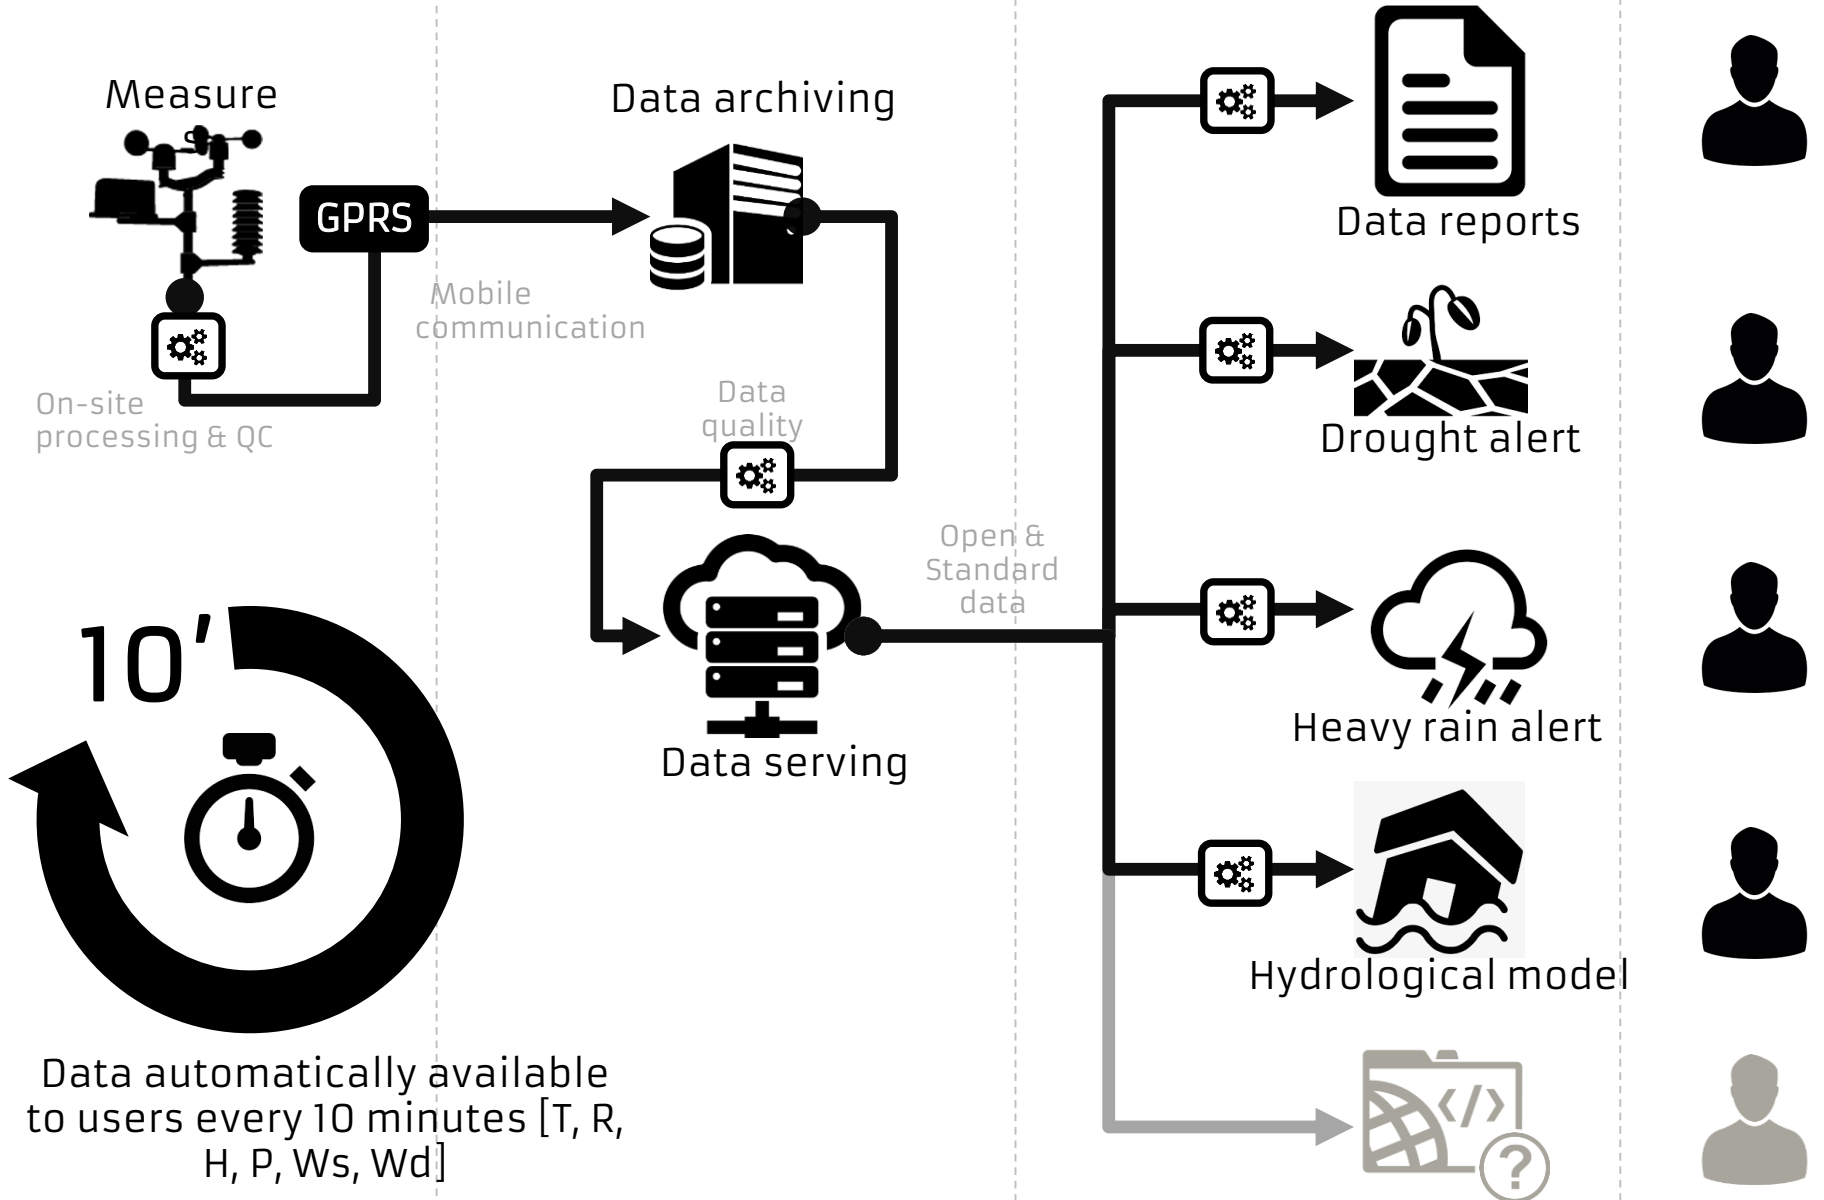 Measure
GPRS
Mobile
communication
On-site
processing & QC
10'
Data automatically available
to users every 10 minutes [T, R,
H, P, Ws, Wd]
Data archiving
Data
quality
Data serving
Open &
Standard
data
Data reports
Drought alert
Heavy rain alert
Hydrological model
</>
?